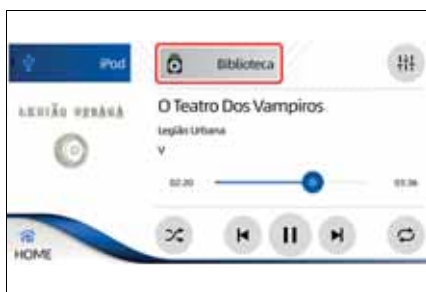 iPod
Biblioteca
LEGIÃO URBANA
O Teatro Dos Vampiros
Legião Urbana
V
02:20
03:36
HOME